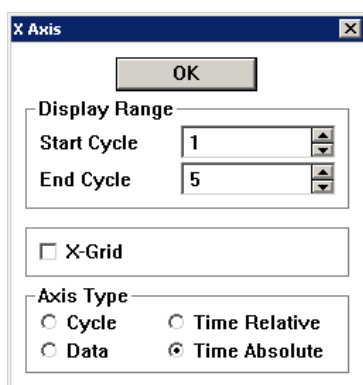 X Axis
OK
Display Range
Start Cycle 1
End Cycle 5
X-Grid
Axis Type
Cycle Time Relative
Data Time Absolute